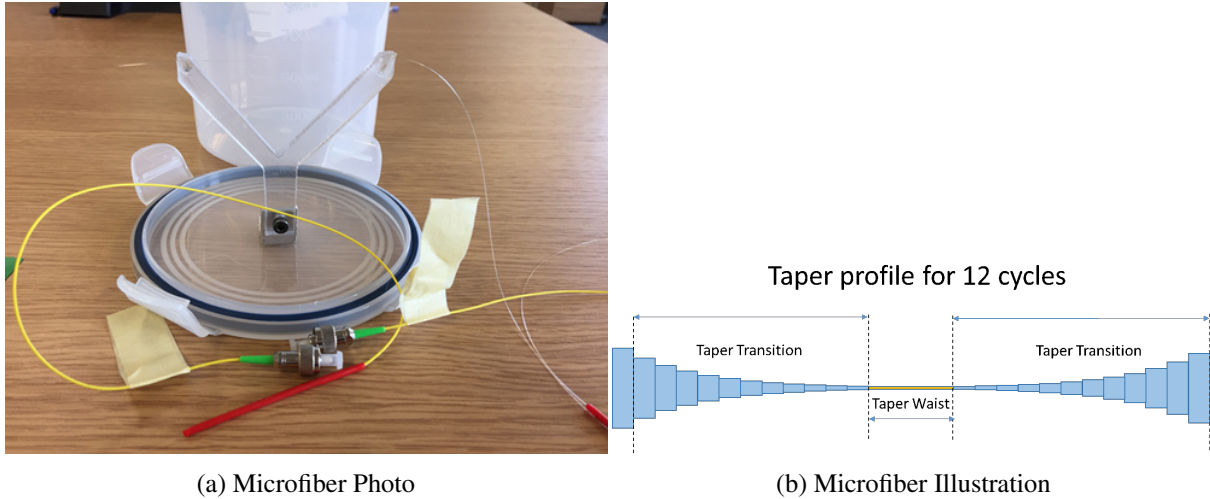 Taper profile for 12 cycles
Taper Transition
Taper Transition
Taper Waist
(a) Microfiber Photo
(b) Microfiber Illustration